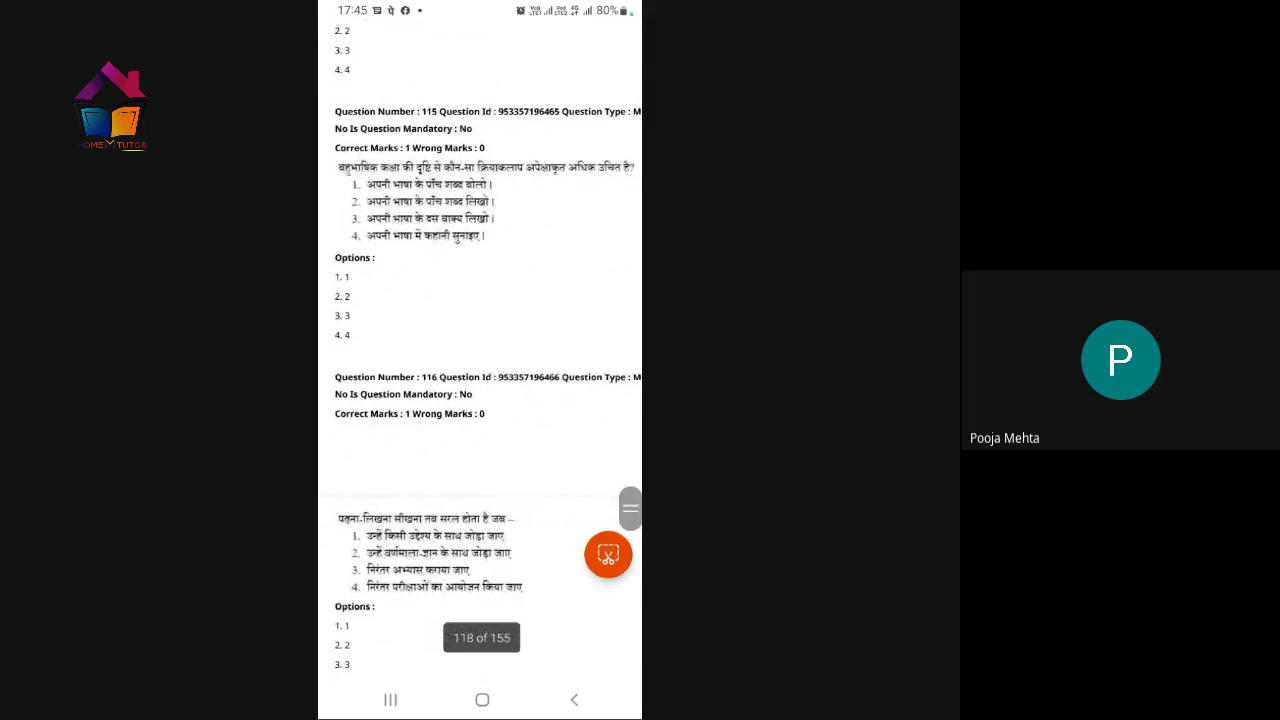 17:45
80%
2. 2
3. 3
4. 4
Question Number : 115 Question Id : 953357196465 Question Type : M
No Is Question Mandatory : No
Correct Marks : 1 Wrong Marks : 0
बहुभाषिक कक्षा की दृष्टि से कौन-सा क्रियाकलाप अपेक्षाकृत अधिक उचित है?
1. अपनी भाषा के पाँच शब्द बोलो।
2. अपनी भाषा के पाँच शब्द लिखो।
3. अपनी भाषा के दस वाक्य लिखो।
4. अपनी भाषा में कहानी सुनाइए।
Options :
1. 1
2. 2
3. 3
4. 4
Question Number : 116 Question Id : 953357196466 Question Type : M
No Is Question Mandatory : No
Correct Marks : 1 Wrong Marks : 0
पढ़ना-लिखना सीखना तब सरल होता है जब –
1. उन्हें किसी उद्देश्य के साथ जोड़ा जाए
2. उन्हें वर्णमाला-ज्ञान के साथ जोड़ा जाए
3. निरंतर अभ्यास कराया जाए
4. निरंतर परीक्षाओं का आयोजन किया जाए
Options :
1. 1
2. 2
3. 3
118 of 155
HOME TUTOR
P
Pooja Mehta